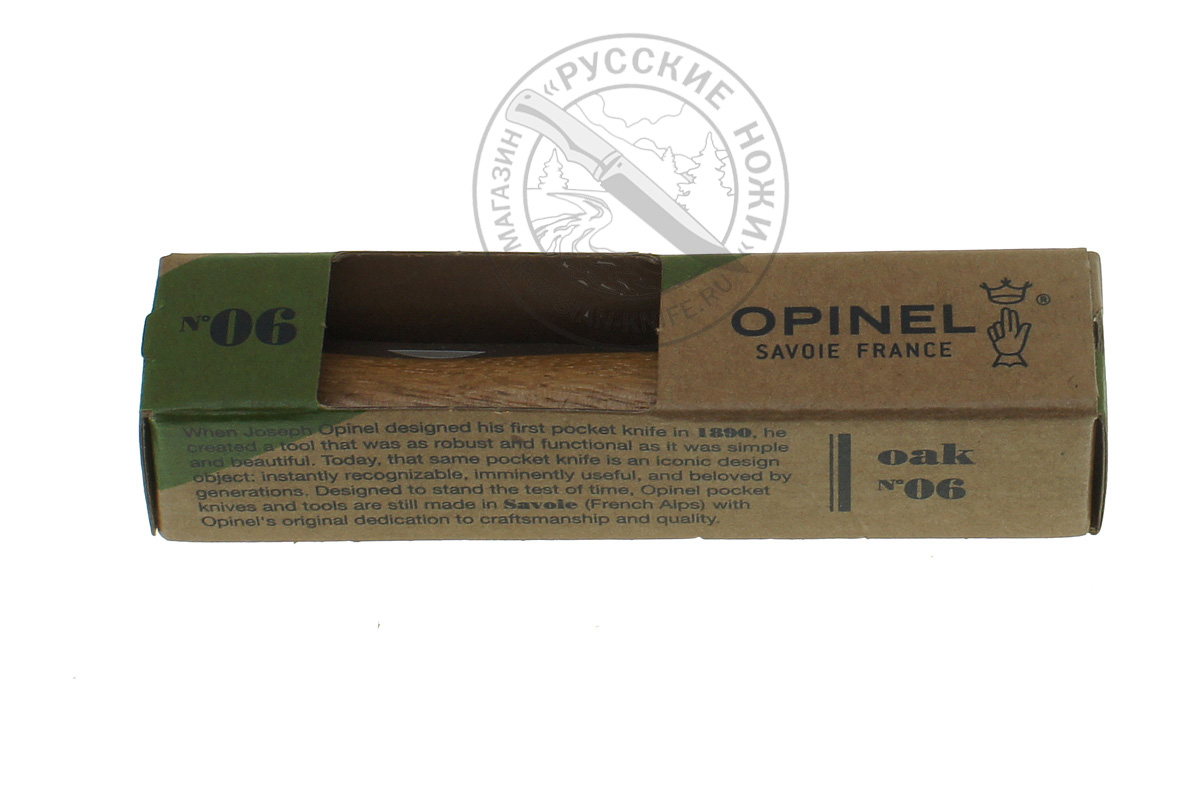 «РУССКИЕ НОЖИ»
МАГАЗИН
№06
OPINEL®
SAVOIE FRANCE
When Joseph Opinel designed his first pocket knife in 1890, he
created a tool that was as robust and functional as it was simple
and beautiful. Today, that same pocket knife is an iconic design
object: instantly recognizable, imminently useful, and beloved by
generations. Designed to stand the test of time, Opinel pocket
knives and tools are still made in Savoie (French Alps) with
Opinel's original dedication to craftsmanship and quality.
oak
№06